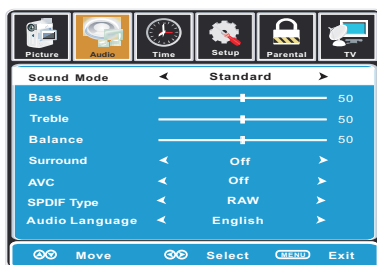 Picture Audio Time Setup Parental TV
Sound Mode Standard
Bass 50
Treble 50
Balance 50
Surround Off
AVC Off
SPDIF Type RAW
Audio Language English
Move Select MENU Exit